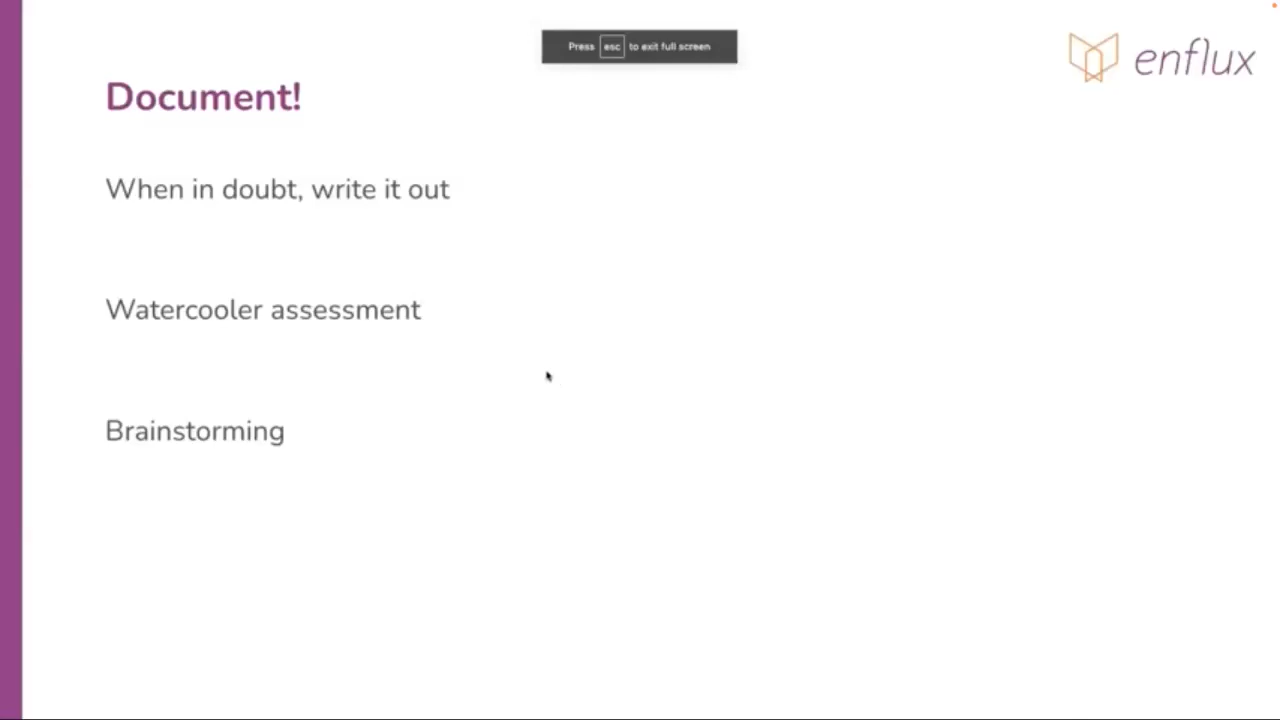 Press esc to exit full screen
enflux
Document!
When in doubt, write it out
Watercooler assessment
Brainstorming